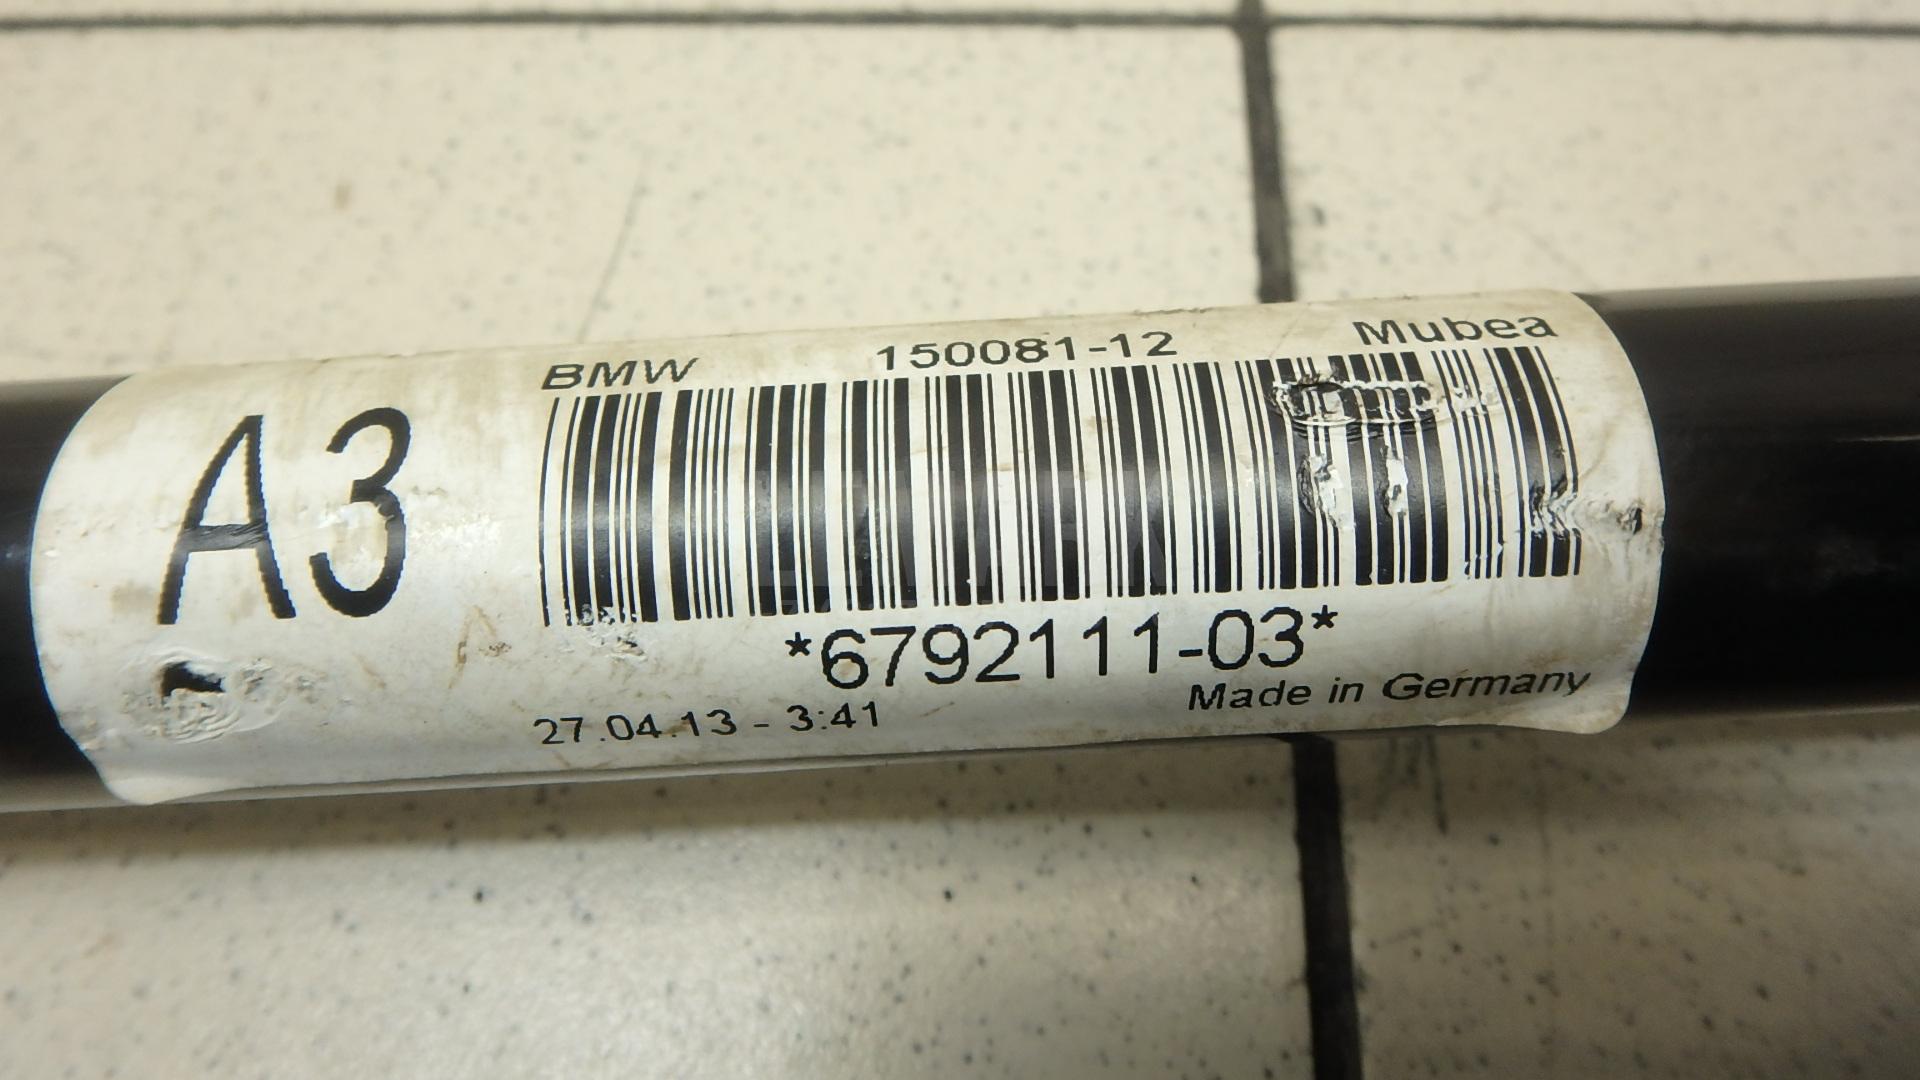 BMW 150081-12 Mubea
A3
*6792111-03*
Made in Germany
27.04.13 - 3:41